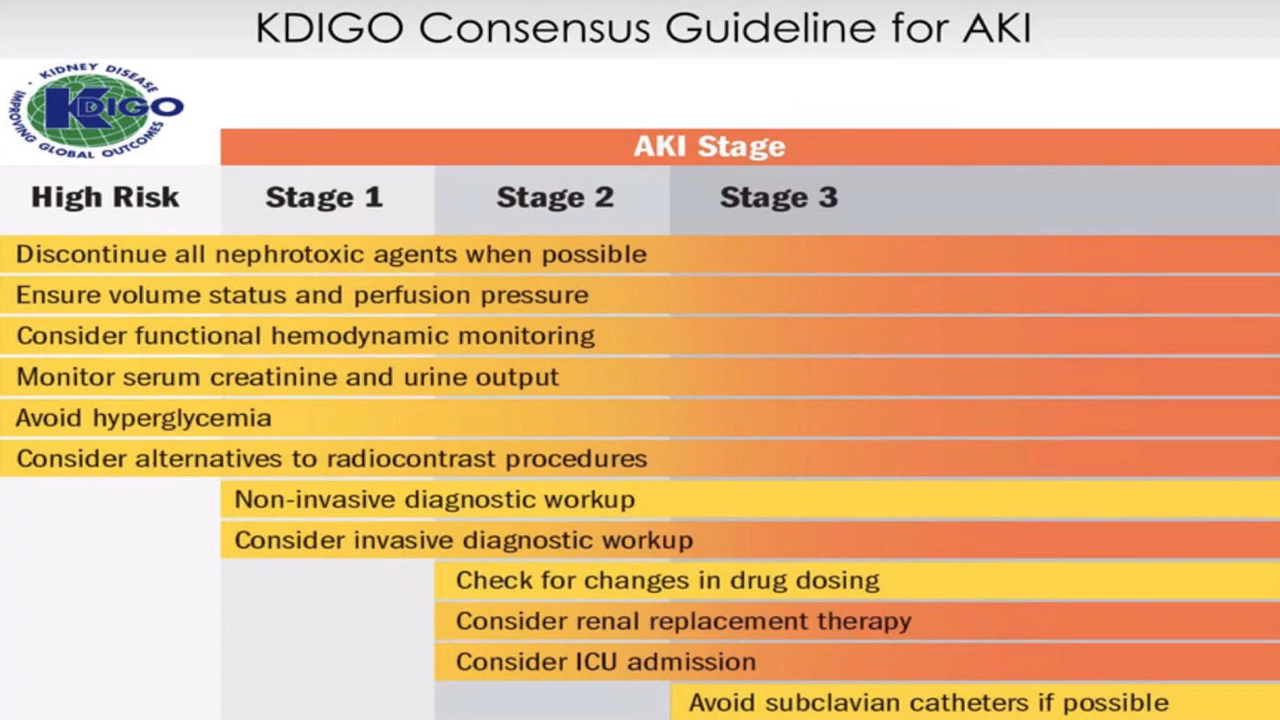 KDIGO Consensus Guideline for AKI
KIDNEY DISEASE
KDIGO
IMPROVING GLOBAL OUTCOMES
AKI Stage
High Risk Stage 1 Stage 2 Stage 3
Discontinue all nephrotoxic agents when possible
Ensure volume status and perfusion pressure
Consider functional hemodynamic monitoring
Monitor serum creatinine and urine output
Avoid hyperglycemia
Consider alternatives to radiocontrast procedures
Non-invasive diagnostic workup
Consider invasive diagnostic workup
Check for changes in drug dosing
Consider renal replacement therapy
Consider ICU admission
Avoid subclavian catheters if possible